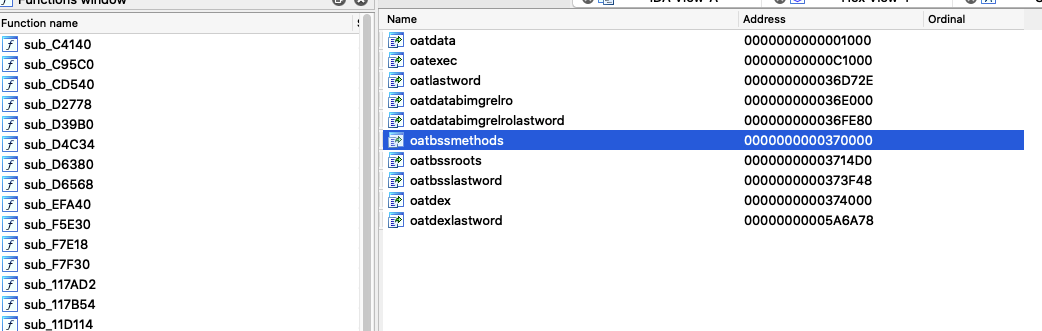 Functions window
IDA View-A
Hex View-1
Function name
sub_C4140
sub_C95C0
sub_CD540
sub_D2778
sub_D39B0
sub_D4C34
sub_D6380
sub_D6568
sub_EFA40
sub_F5E30
sub_F7E18
sub_F7F30
sub_117AD2
sub_117B54
sub_11D114
Name Address Ordinal
oatdata 0000000000001000
oatexec 00000000000C1000
oatlastword 000000000036D72E
oatdatabimgrelro 000000000036E000
oatdatabimgrelrolastword 000000000036FE80
oatbssmethods 0000000000370000
oatbssroots 00000000003714D0
oatbsslastword 0000000000373F48
oatdex 0000000000374000
oatdexlastword 00000000005A6A78